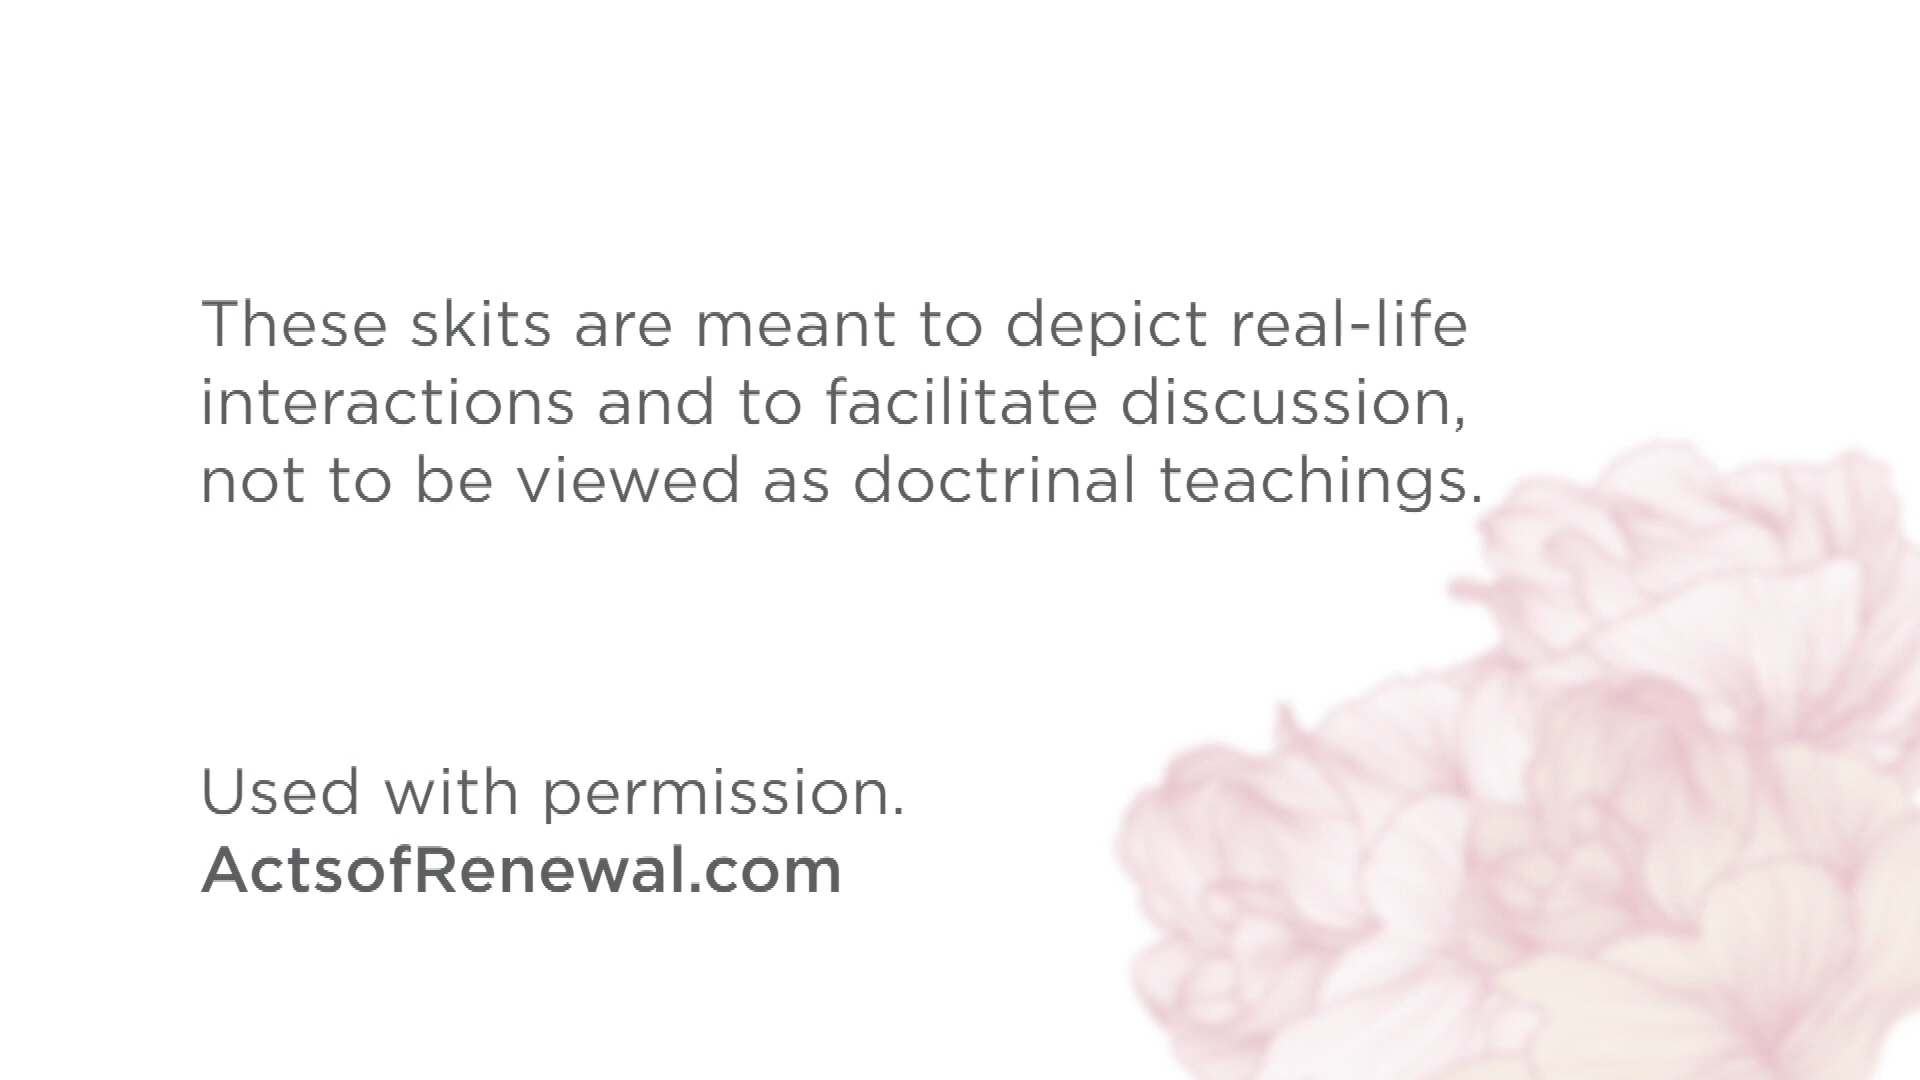 These skits are meant to depict real-life
interactions and to facilitate discussion,
not to be viewed as doctrinal teachings.
Used with permission.
ActsofRenewal.com